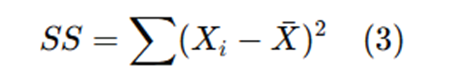 SS = ∑(Xᵢ − X̄)² (3)